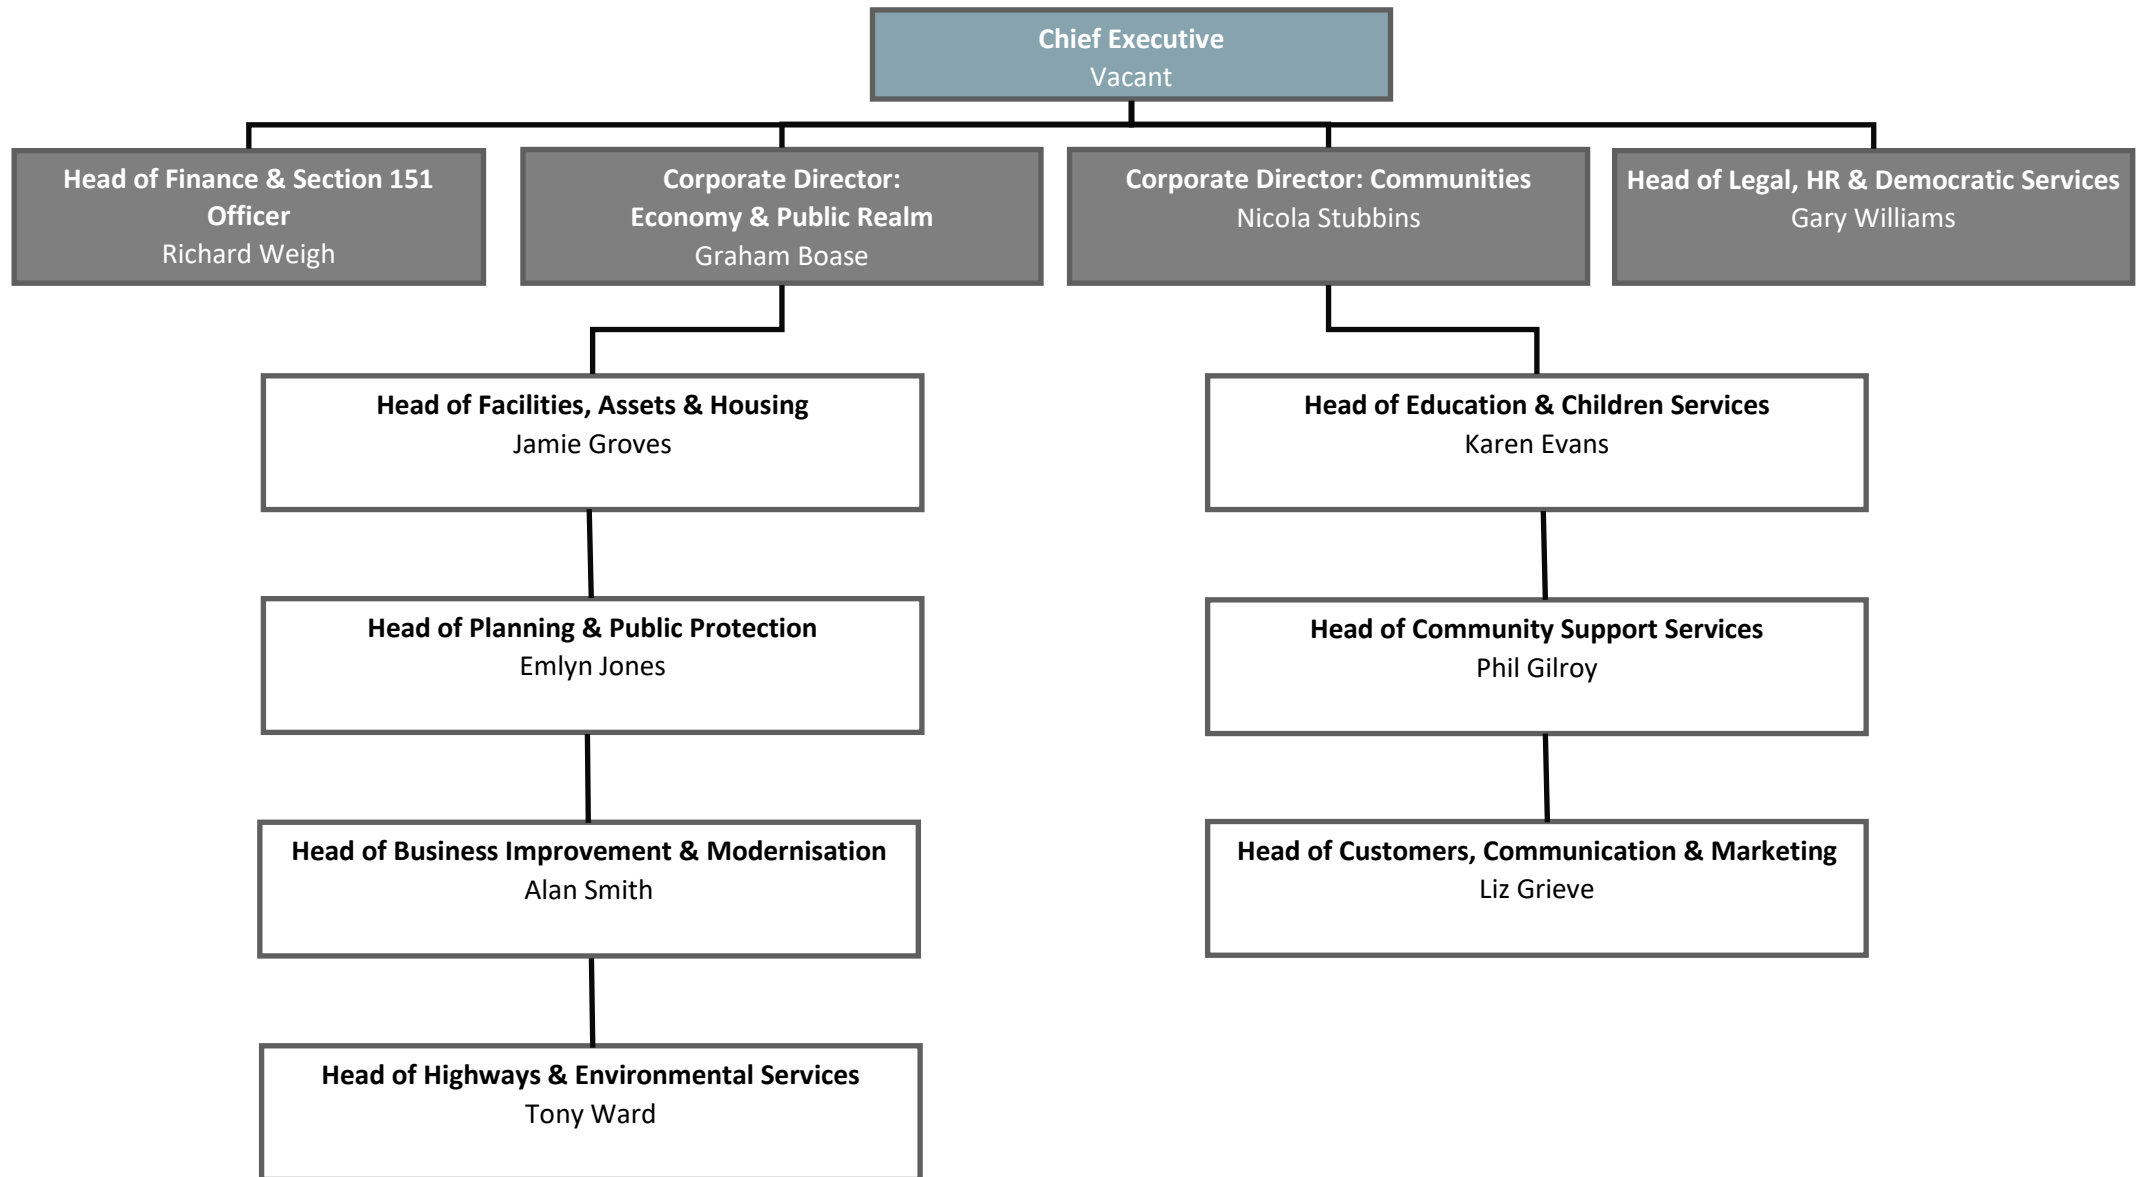 Chief Executive
Vacant
Head of Finance & Section 151
Officer
Richard Weigh
Corporate Director:
Economy & Public Realm
Graham Boase
Corporate Director: Communities
Nicola Stubbins
Head of Legal, HR & Democratic Services
Gary Williams
Head of Facilities, Assets & Housing
Jamie Groves
Head of Planning & Public Protection
Emlyn Jones
Head of Business Improvement & Modernisation
Alan Smith
Head of Highways & Environmental Services
Tony Ward
Head of Education & Children Services
Karen Evans
Head of Community Support Services
Phil Gilroy
Head of Customers, Communication & Marketing
Liz Grieve